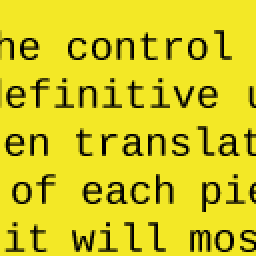 he control
definitive u
en translat
of each pie
it will mos